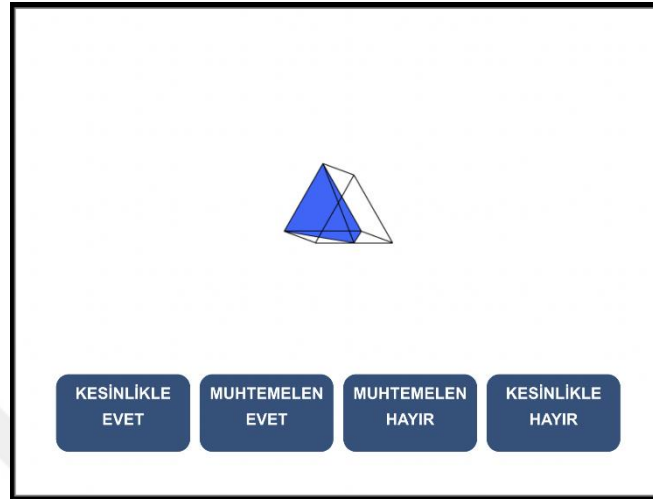 KESİNLİKLE
EVET
MUHTEMELEN
EVET
MUHTEMELEN
HAYIR
KESİNLİKLE
HAYIR